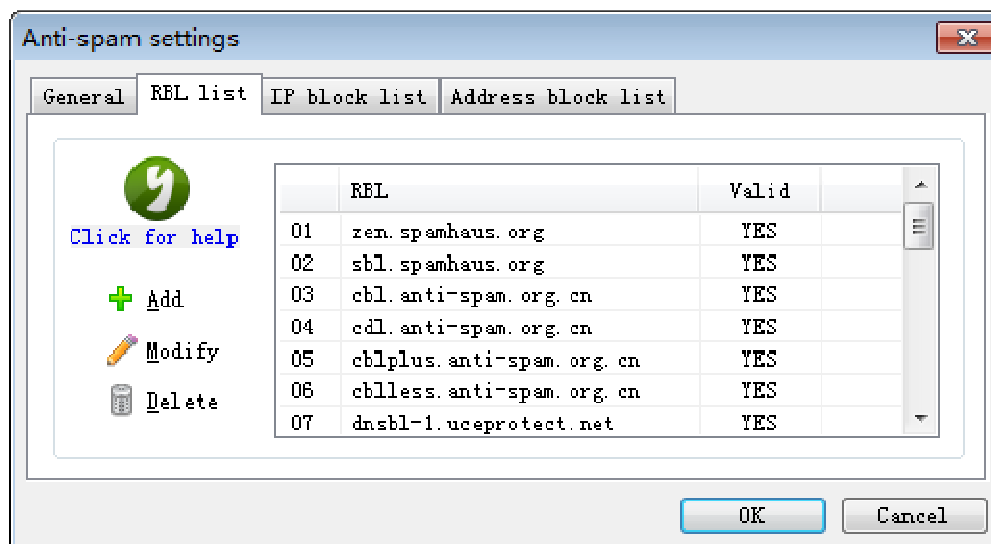 Anti-spam settings
General RBL list IP block list Address block list
RBL Valid
Click for help
01 zen.spamhaus.org YES
02 sbl.spamhaus.org YES
03 cbl.anti-spam.org.cn YES
Add
04 cdl.anti-spam.org.cn YES
Modify
05 cblplus.anti-spam.org.cn YES
06 cblless.anti-spam.org.cn YES
Delete
07 dnsbl-1.uceprotect.net YES
OK Cancel